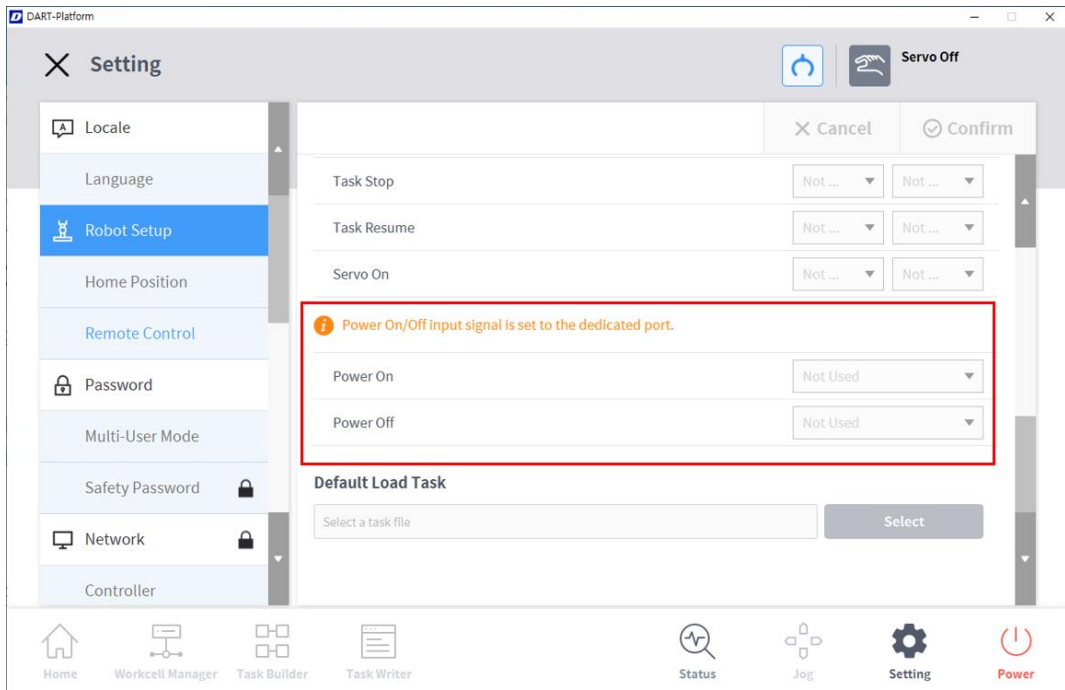 DART-Platform
Setting
Servo Off
A Locale
Language
Robot Setup
Home Position
Remote Control
Password
Multi-User Mode
Safety Password
Network
Controller
Cancel
Confirm
Task Stop Not ... Not ...
Task Resume Not ... Not ...
Servo On Not ... Not ...
i Power On/Off input signal is set to the dedicated port.
Power On Not Used
Power Off Not Used
Default Load Task
Select a task file Select
Home Workcell Manager Task Builder Task Writer Status Jog Setting Power